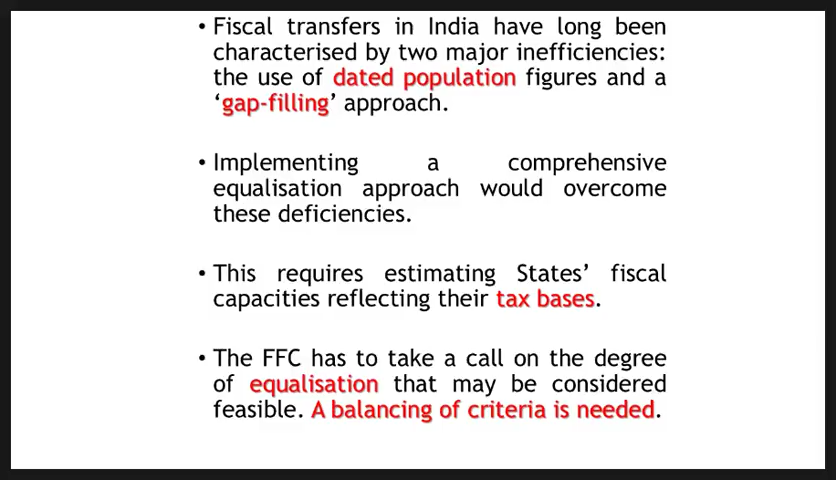 • Fiscal transfers in India have long been
characterised by two major inefficiencies:
the use of dated population figures and a
‘gap-filling’ approach.
• Implementing a comprehensive
equalisation approach would overcome
these deficiencies.
• This requires estimating States’ fiscal
capacities reflecting their tax bases.
• The FFC has to take a call on the degree
of equalisation that may be considered
feasible. A balancing of criteria is needed.